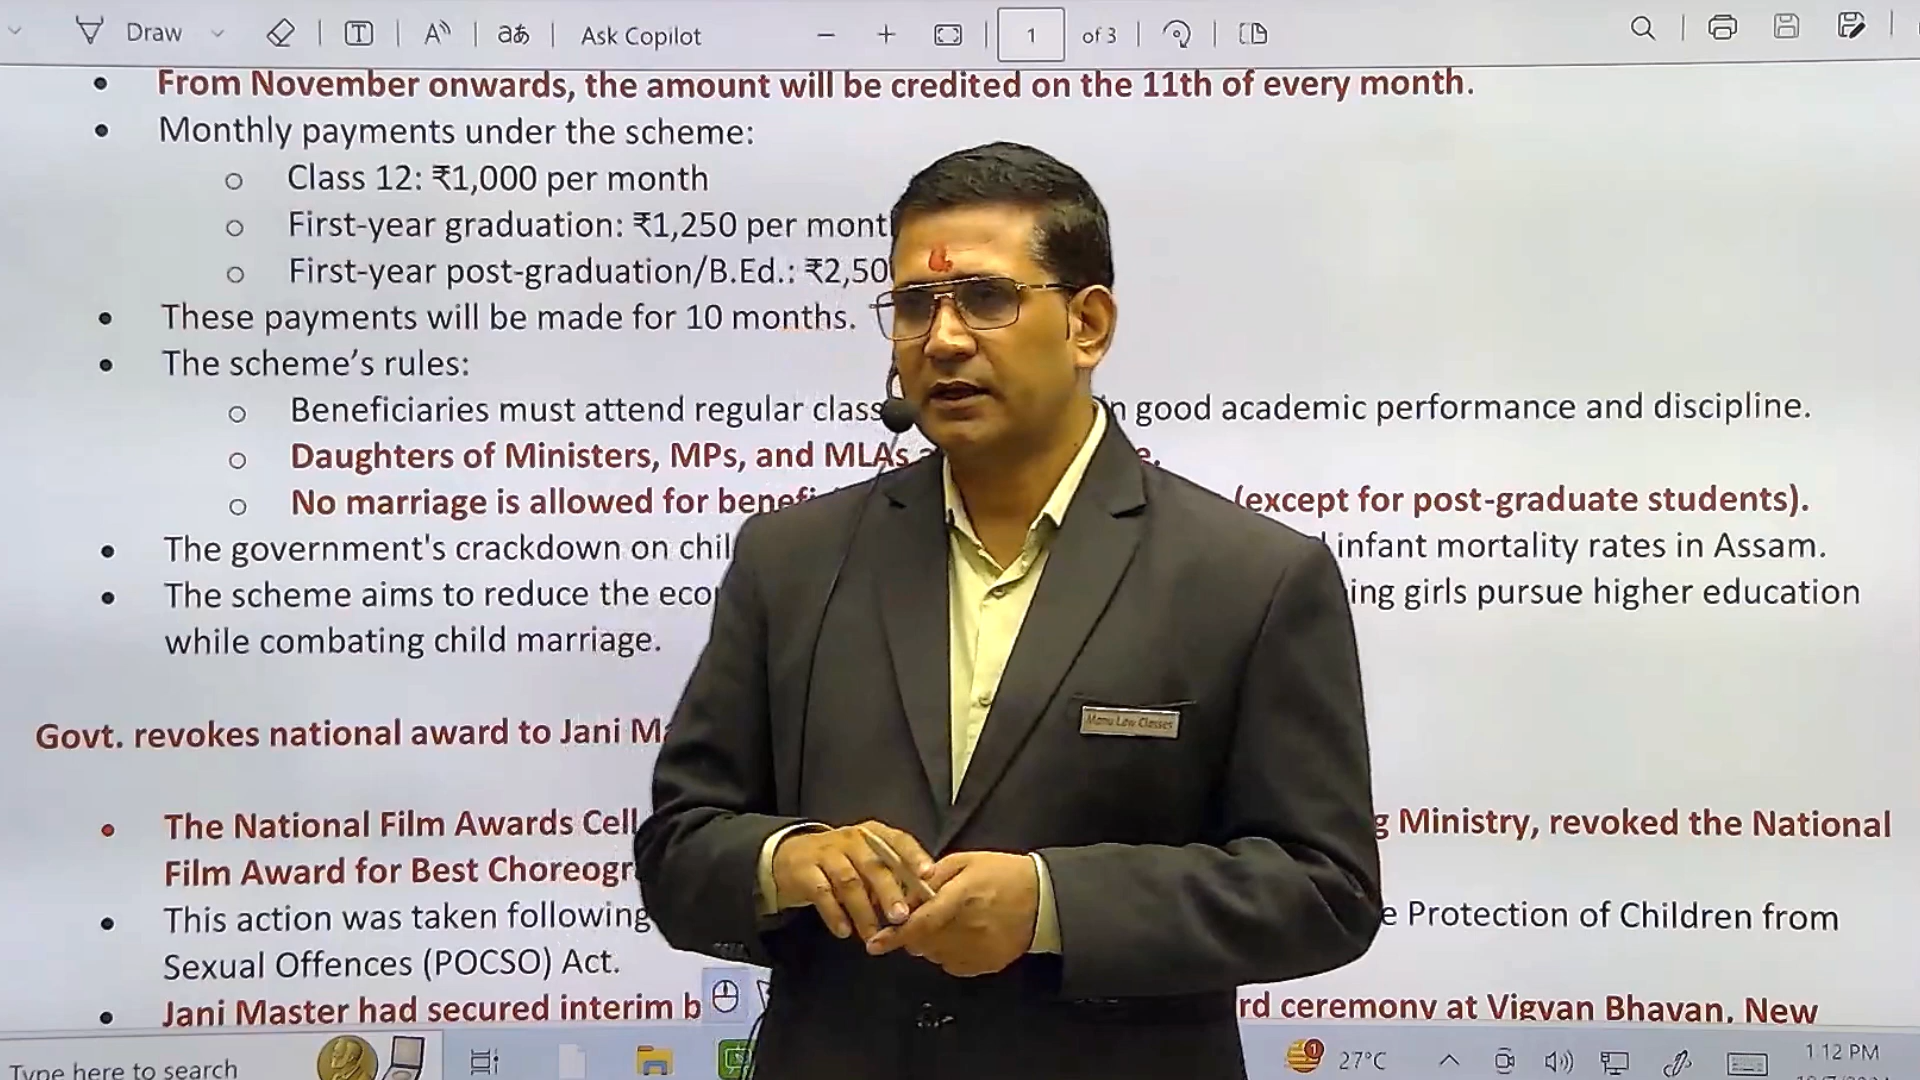 Draw
Ask Copilot
1 of 3
From November onwards, the amount will be credited on the 11th of every month.
Monthly payments under the scheme:
Class 12: ₹1,000 per month
First-year graduation: ₹1,250 per mont
First-year post-graduation/B.Ed.: ₹2,50
These payments will be made for 10 months.
The scheme's rules:
Beneficiaries must attend regular class good academic performance and discipline.
Daughters of Ministers, MPs, and MLAs
No marriage is allowed for (except for post-graduate students).
The government's crackdown on infant mortality rates in Assam.
The scheme aims to reduce the girls pursue higher education
while combating child marriage.
Govt. revokes national award to Jani
The National Film Awards Cell Ministry, revoked the National
Film Award for Best
This action was taken following Protection of Children from
Sexual Offences (POCSO) Act.
Jani Master had secured interim ceremony at Vigyan Bhavan, New
Manu Law Classes
Type here to search
27°C
1:12 PM